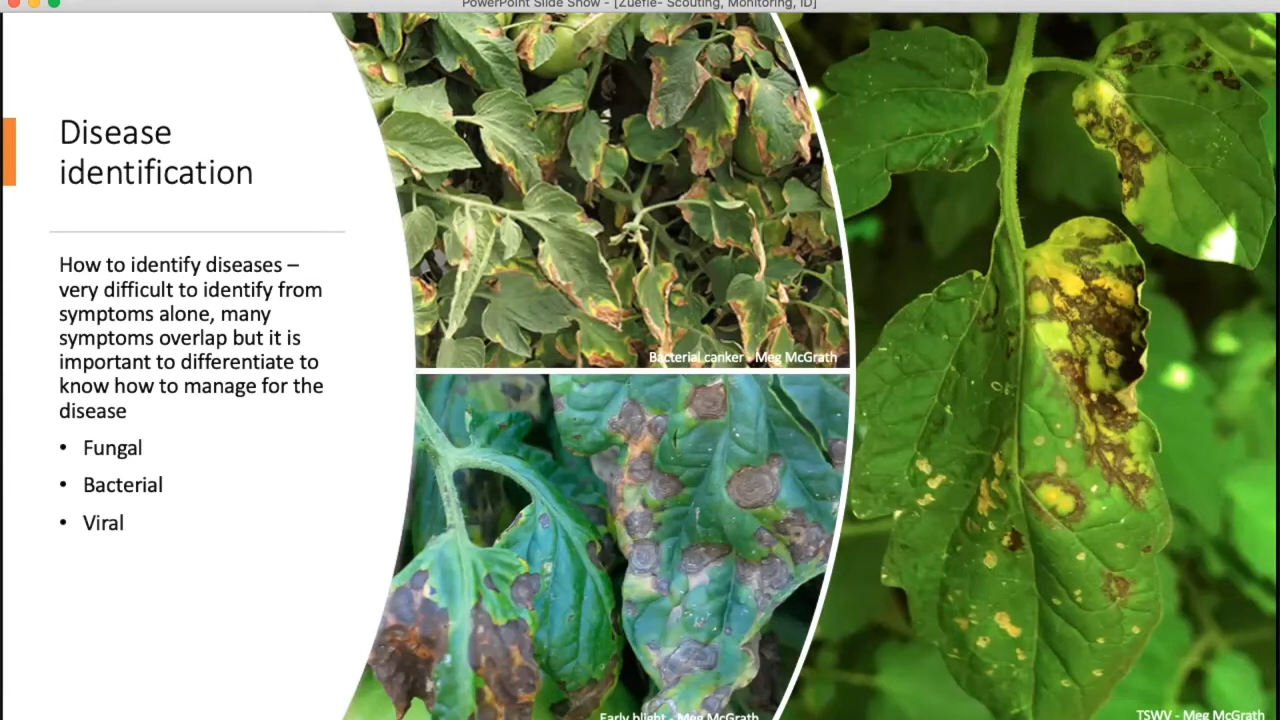 PowerPoint Slide Show - [Zuefle- Scouting, Monitoring, ID]
Disease
identification
How to identify diseases –
very difficult to identify from
symptoms alone, many
symptoms overlap but it is
important to differentiate to
know how to manage for the
disease
• Fungal
• Bacterial
• Viral
Bacterial canker - Meg McGrath
Early blight - Meg McGrath
TSWV - Meg McGrath